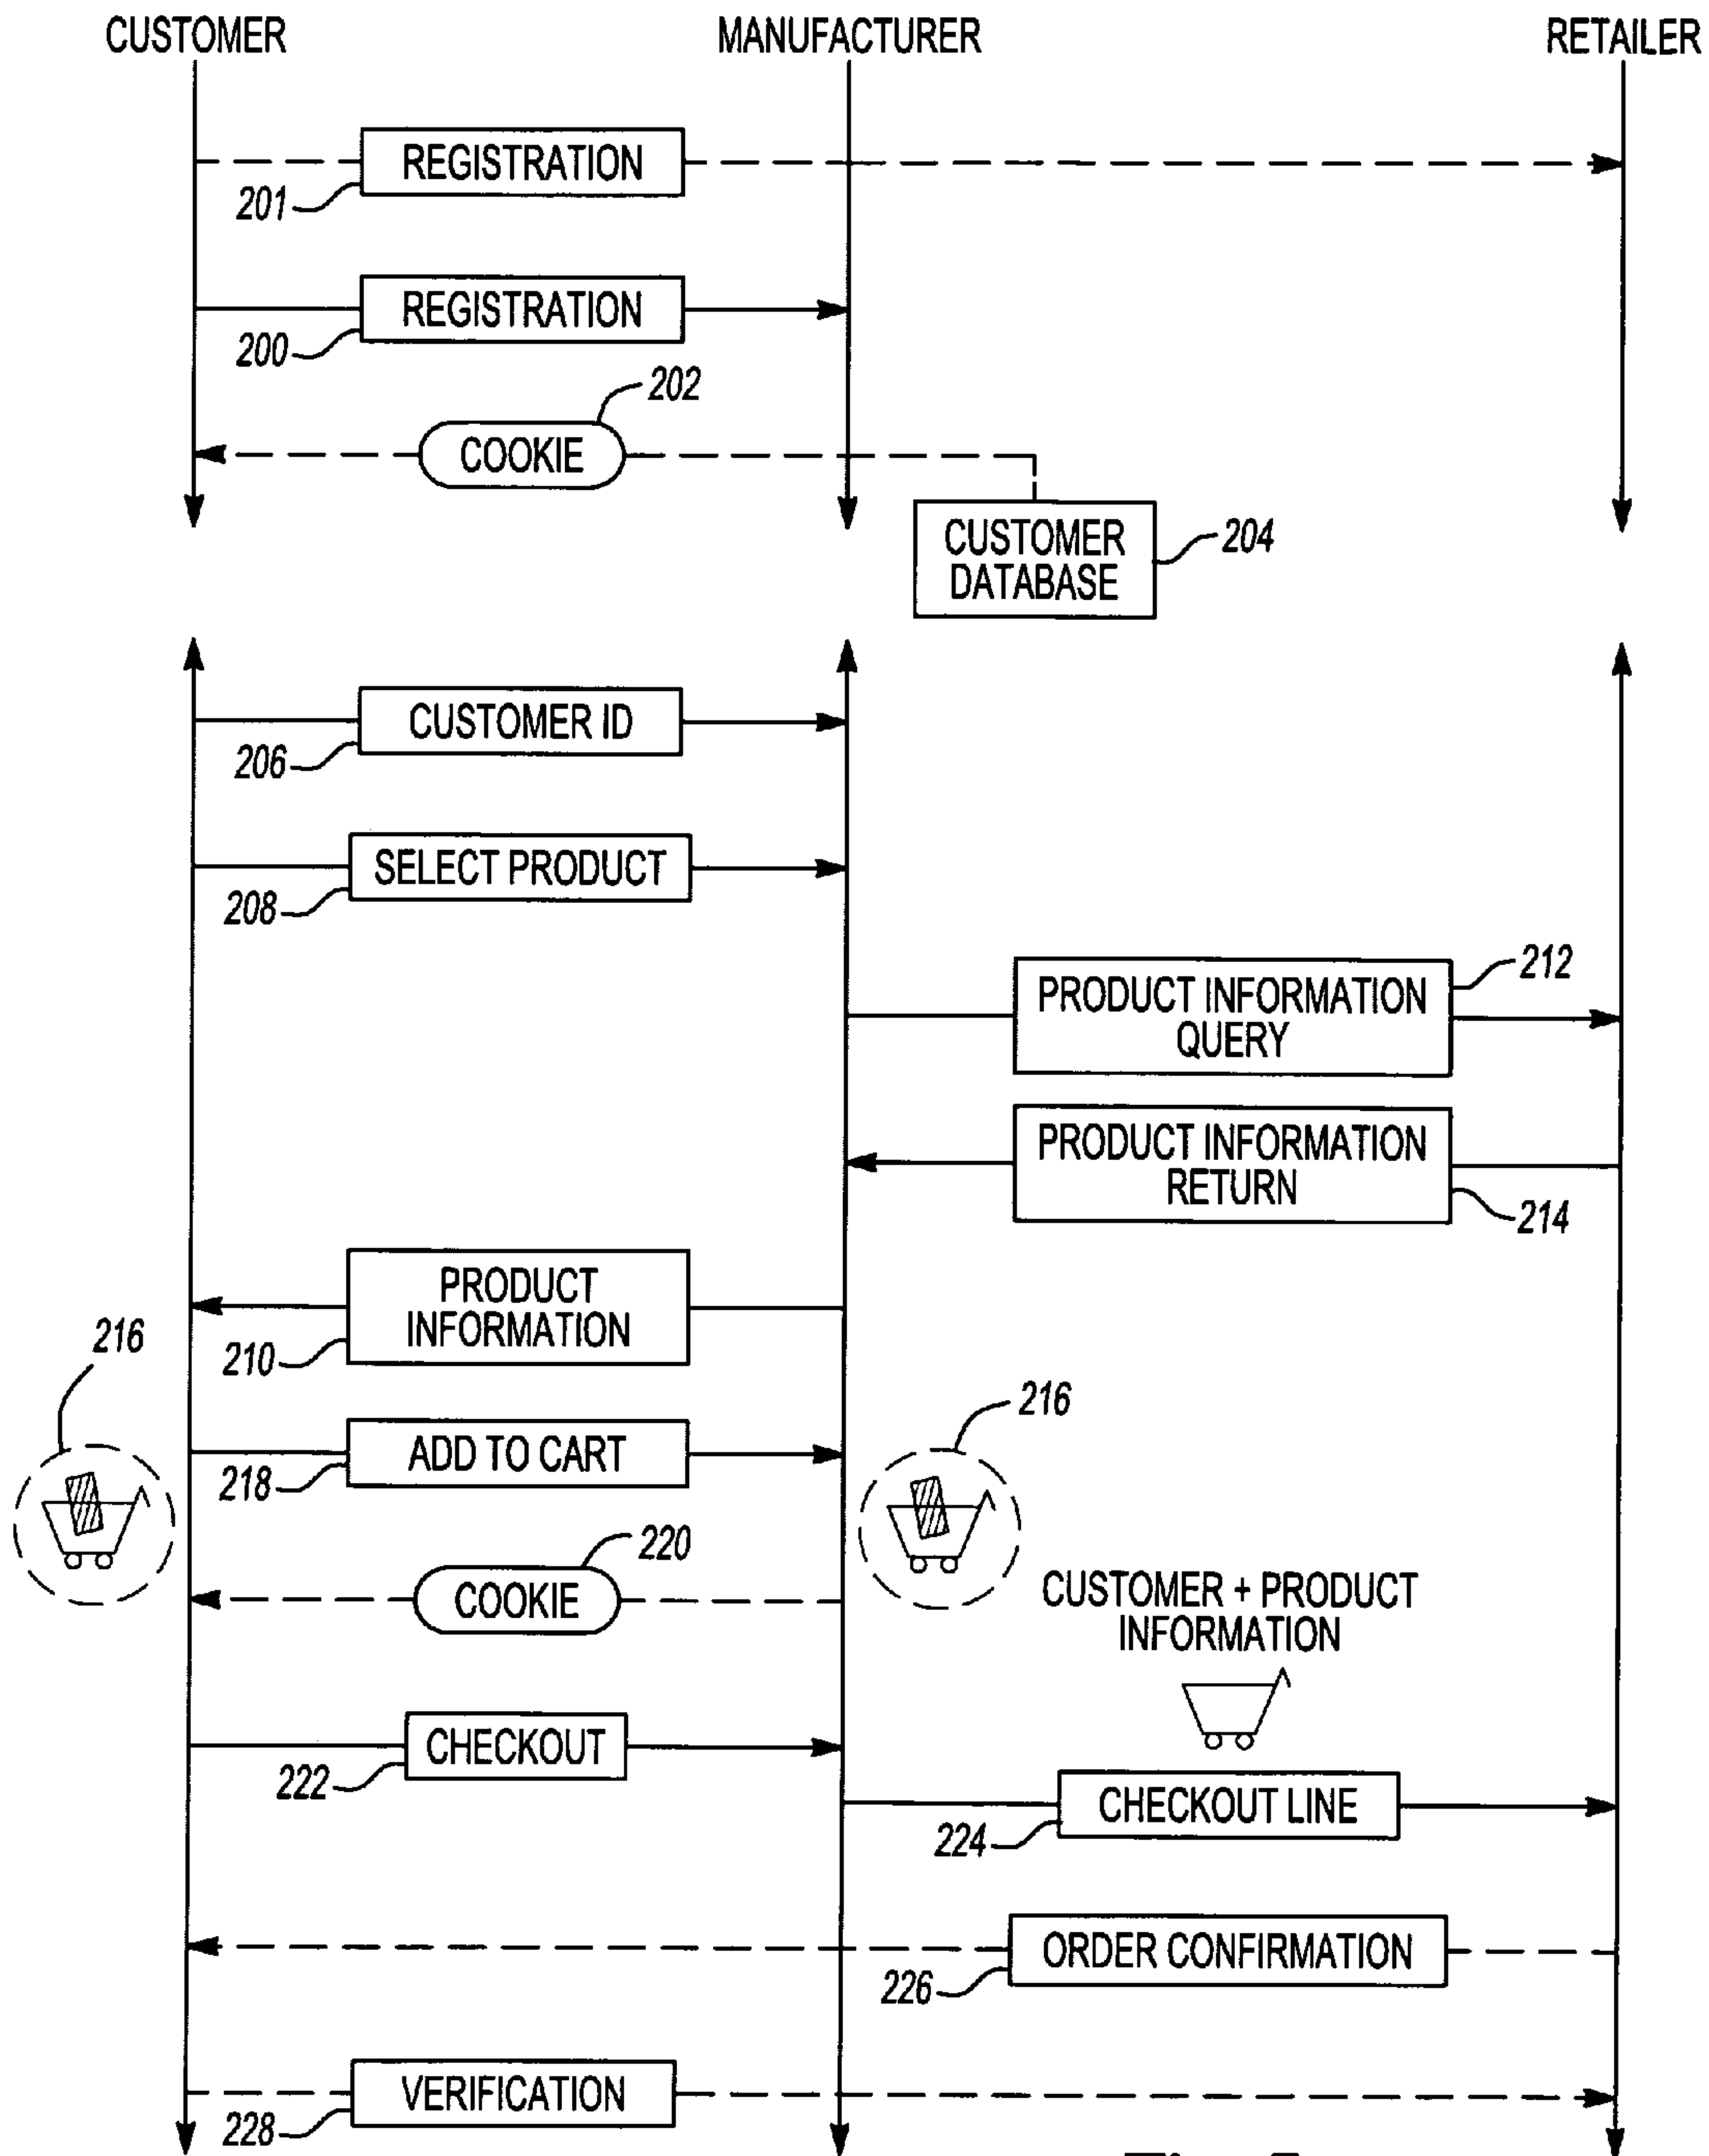 CUSTOMER
MANUFACTURER
RETAILER
REGISTRATION
201
REGISTRATION
200
202
COOKIE
CUSTOMER
DATABASE
204
CUSTOMER ID
206
SELECT PRODUCT
208
212
PRODUCT INFORMATION
QUERY
PRODUCT INFORMATION
RETURN
214
PRODUCT
INFORMATION
210
216
216
ADD TO CART
218
220
COOKIE
CUSTOMER + PRODUCT
INFORMATION
CHECKOUT
222
CHECKOUT LINE
224
ORDER CONFIRMATION
226
VERIFICATION
228